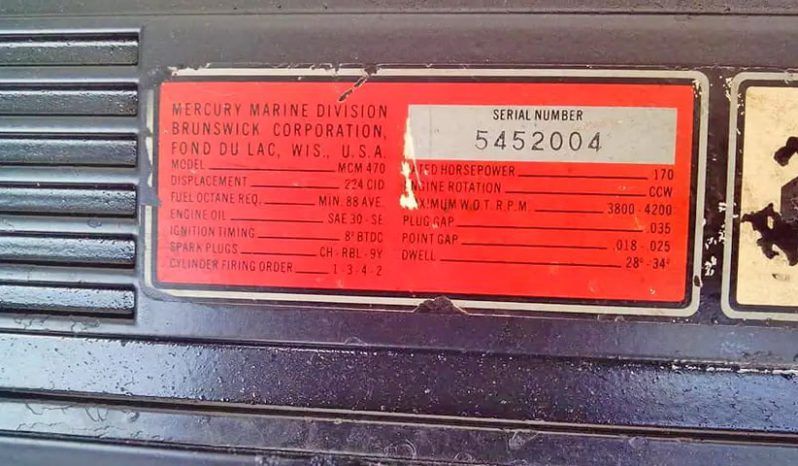 MERCURY MARINE DIVISION
BRUNSWICK CORPORATION,
FOND DU LAC, WIS., U.S.A.
MODEL MCM 470
DISPLACEMENT 224 CID
FUEL OCTANE REQ. MIN. 88 AVE.
ENGINE OIL SAE 30 - SE
IGNITION TIMING 8° BTDC
SPARK PLUGS CH - RBL - 9Y
CYLINDER FIRING ORDER 1 - 3 - 4 - 2
SERIAL NUMBER
5452004
RATED HORSEPOWER 170
ENGINE ROTATION CCW
MAXIMUM W.O.T. R.P.M. 3800 - 4200
PLUG GAP .035
POINT GAP .018 - .025
DWELL 28° - 34°